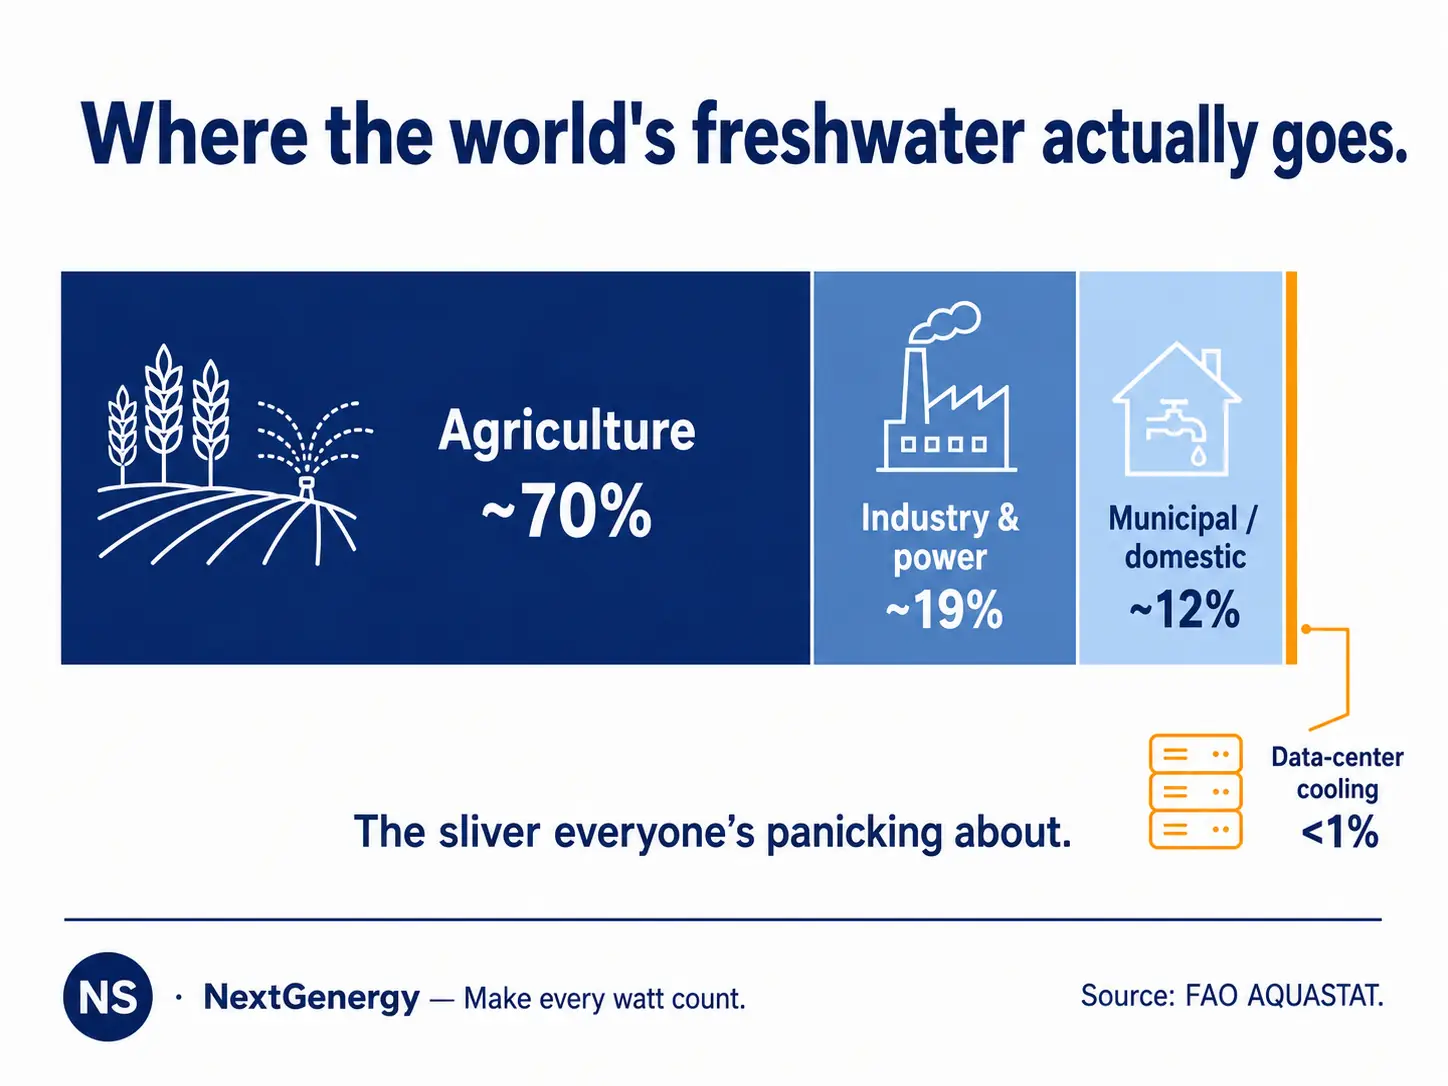 Where the world's freshwater actually goes.
Agriculture
~70%
Industry &
power
~19%
Municipal /
domestic
~12%
Data-center
cooling
<1%
The sliver everyone’s panicking about.
NS · NextGenergy — Make every watt count.
Source: FAO AQUASTAT.